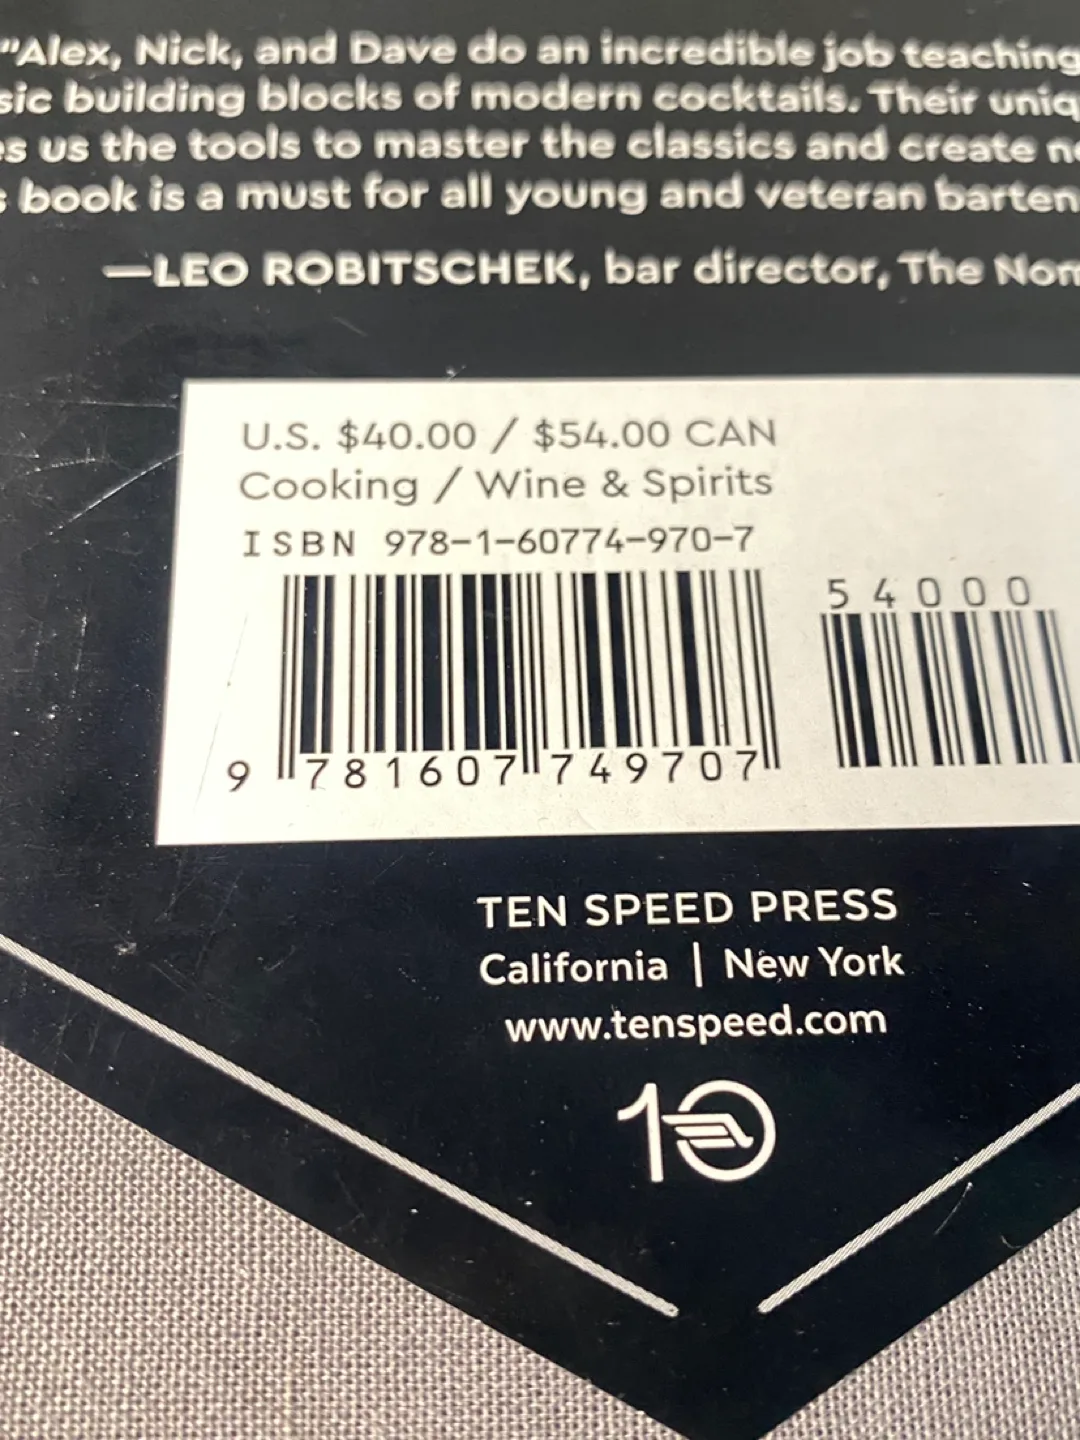 "Alex, Nick, and Dave do an incredible job teaching
sic building blocks of modern cocktails. Their uniq
es us the tools to master the classics and create ne
s book is a must for all young and veteran barten
—LEO ROBITSCHEK, bar director, The Nom
U.S. $40.00 / $54.00 CAN
Cooking / Wine & Spirits
ISBN 978-1-60774-970-7
54000
9 781607 749707
TEN SPEED PRESS
California | New York
www.tenspeed.com
10